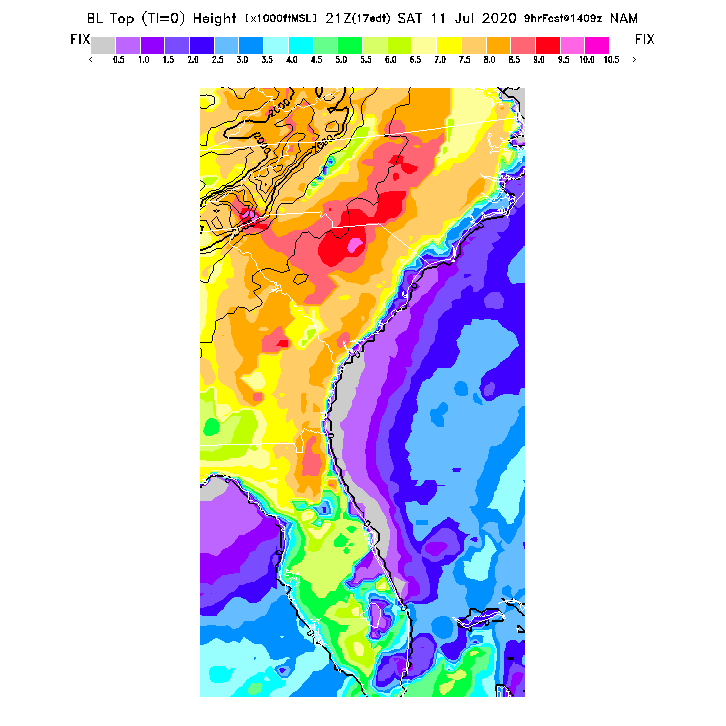 BL Top (TI=0) Height [x1000ftMSL] 21Z(17edt) SAT 11 Jul 2020 9hrFcst@1409z NAM
FIX FIX
< 0.5 1.0 1.5 2.0 2.5 3.0 3.5 4.0 4.5 5.0 5.5 6.0 6.5 7.0 7.5 8.0 8.5 9.0 9.5 10.0 10.5 >
2000
2000
2000